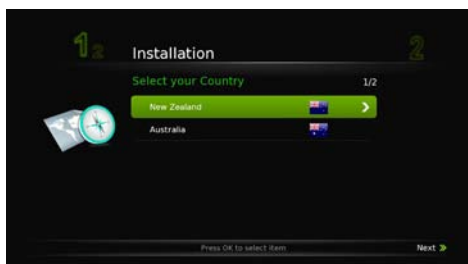 1 2
Installation
2
Select your Country
1/2
New Zealand
Australia
Press OK to select item
Next